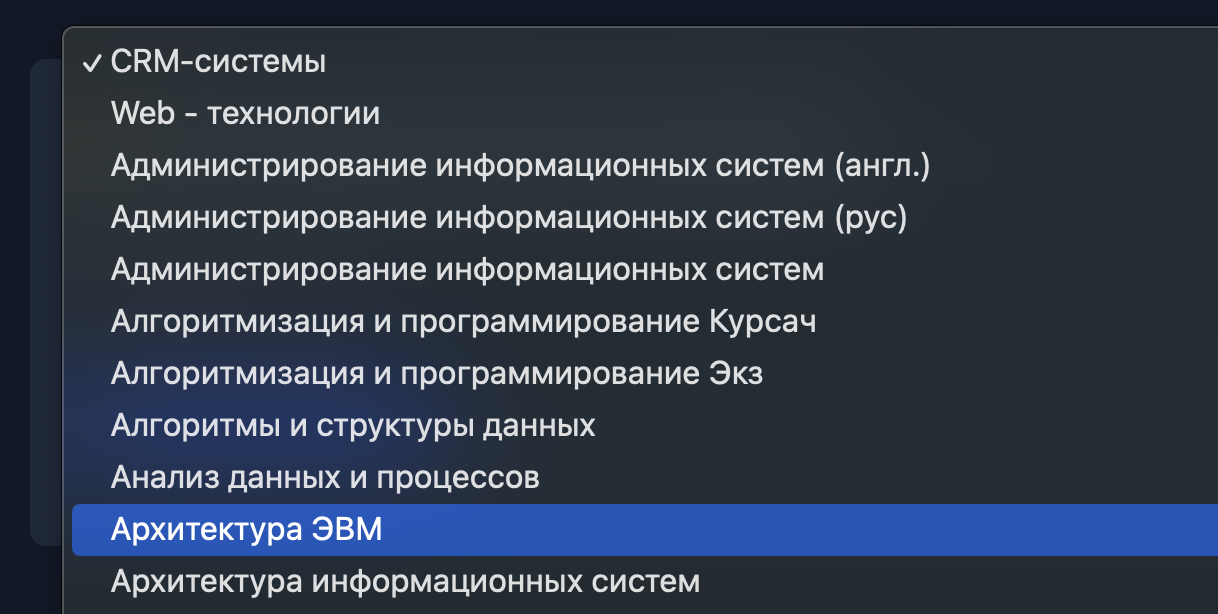 ✓ CRM-системы
Web - технологии
Администрирование информационных систем (англ.)
Администрирование информационных систем (рус)
Администрирование информационных систем
Алгоритмизация и программирование Курсач
Алгоритмизация и программирование Экз
Алгоритмы и структуры данных
Анализ данных и процессов
Архитектура ЭВМ
Архитектура информационных систем